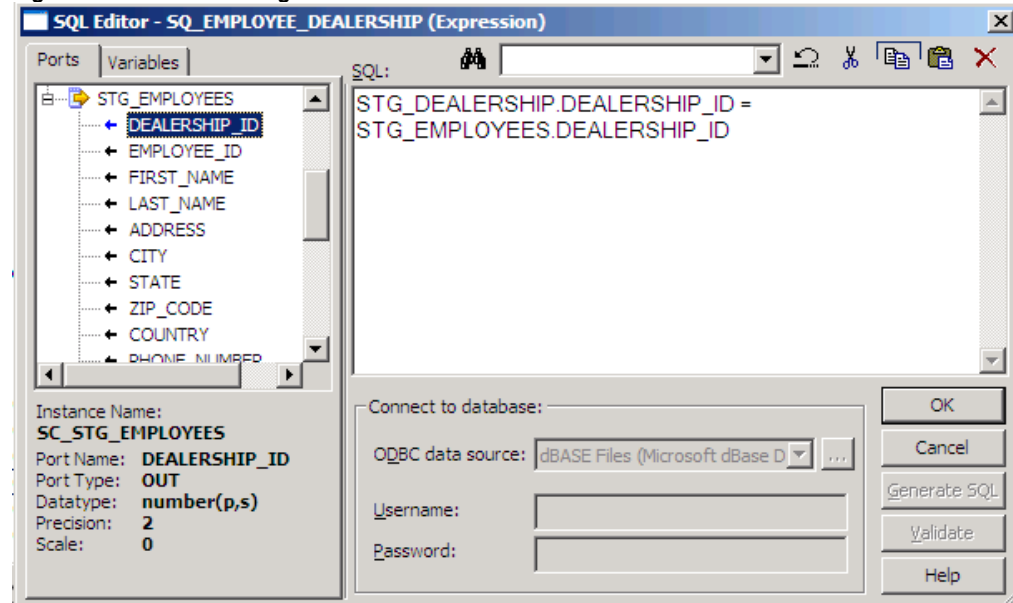 SQL Editor - SQ_EMPLOYEE_DEALERSHIP (Expression)
Ports
Variables
SQL:
STG_EMPLOYEES
DEALERSHIP_ID
EMPLOYEE_ID
FIRST_NAME
LAST_NAME
ADDRESS
CITY
STATE
ZIP_CODE
COUNTRY
PHONE_NUMBER
STG_DEALERSHIP.DEALERSHIP_ID =
STG_EMPLOYEES.DEALERSHIP_ID
Instance Name:
SC_STG_EMPLOYEES
Port Name: DEALERSHIP_ID
Port Type: OUT
Datatype: number(p,s)
Precision: 2
Scale: 0
Connect to database:
ODBC data source: dBASE Files (Microsoft dBase D ...
Username:
Password:
OK
Cancel
Generate SQL
Validate
Help